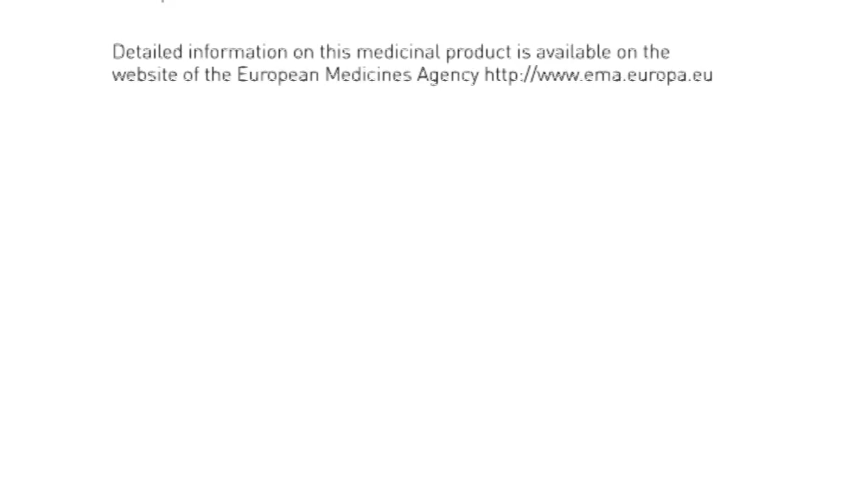 Detailed information on this medicinal product is available on the
website of the European Medicines Agency http://www.ema.europa.eu